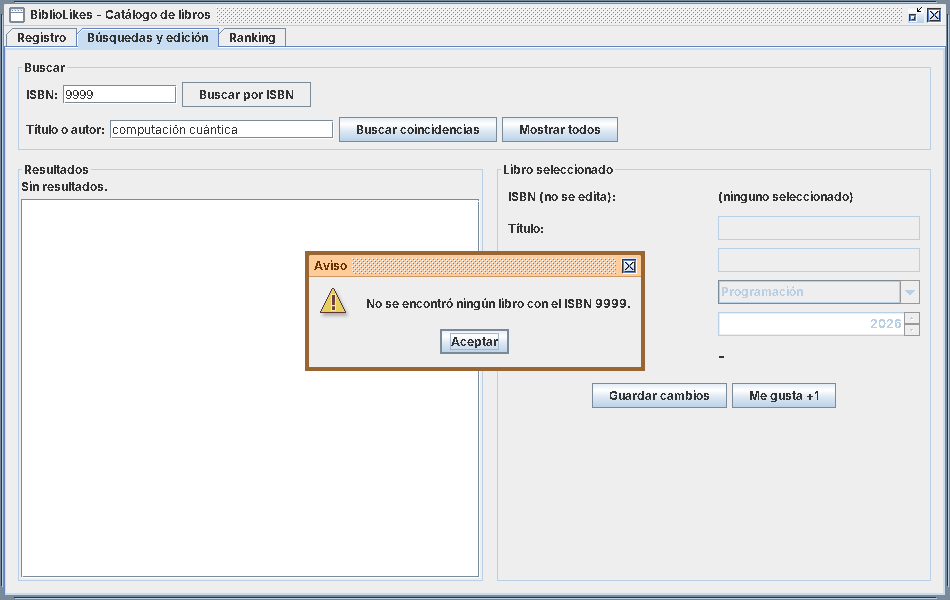 BiblioLikes - Catálogo de libros
Registro Búsquedas y edición Ranking
Buscar
ISBN: 9999 Buscar por ISBN
Título o autor: computación cuántica Buscar coincidencias Mostrar todos
Resultados
Sin resultados.
Libro seleccionado
ISBN (no se edita): (ninguno seleccionado)
Título:
Programación
2026
-
Guardar cambios Me gusta +1
Aviso
No se encontró ningún libro con el ISBN 9999.
Aceptar